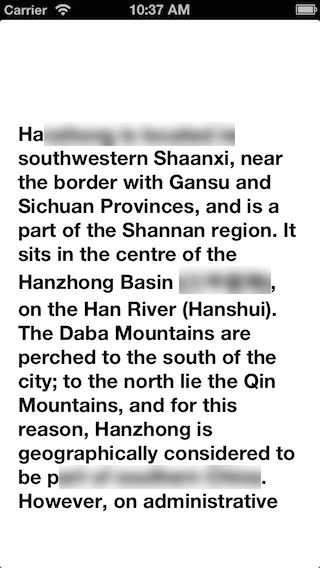 Carrier 10:37 AM
Ha
southwestern Shaanxi, near
the border with Gansu and
Sichuan Provinces, and is a
part of the Shannan region. It
sits in the centre of the
Hanzhong Basin ,
on the Han River (Hanshui).
The Daba Mountains are
perched to the south of the
city; to the north lie the Qin
Mountains, and for this
reason, Hanzhong is
geographically considered to
be p .
However, on administrative